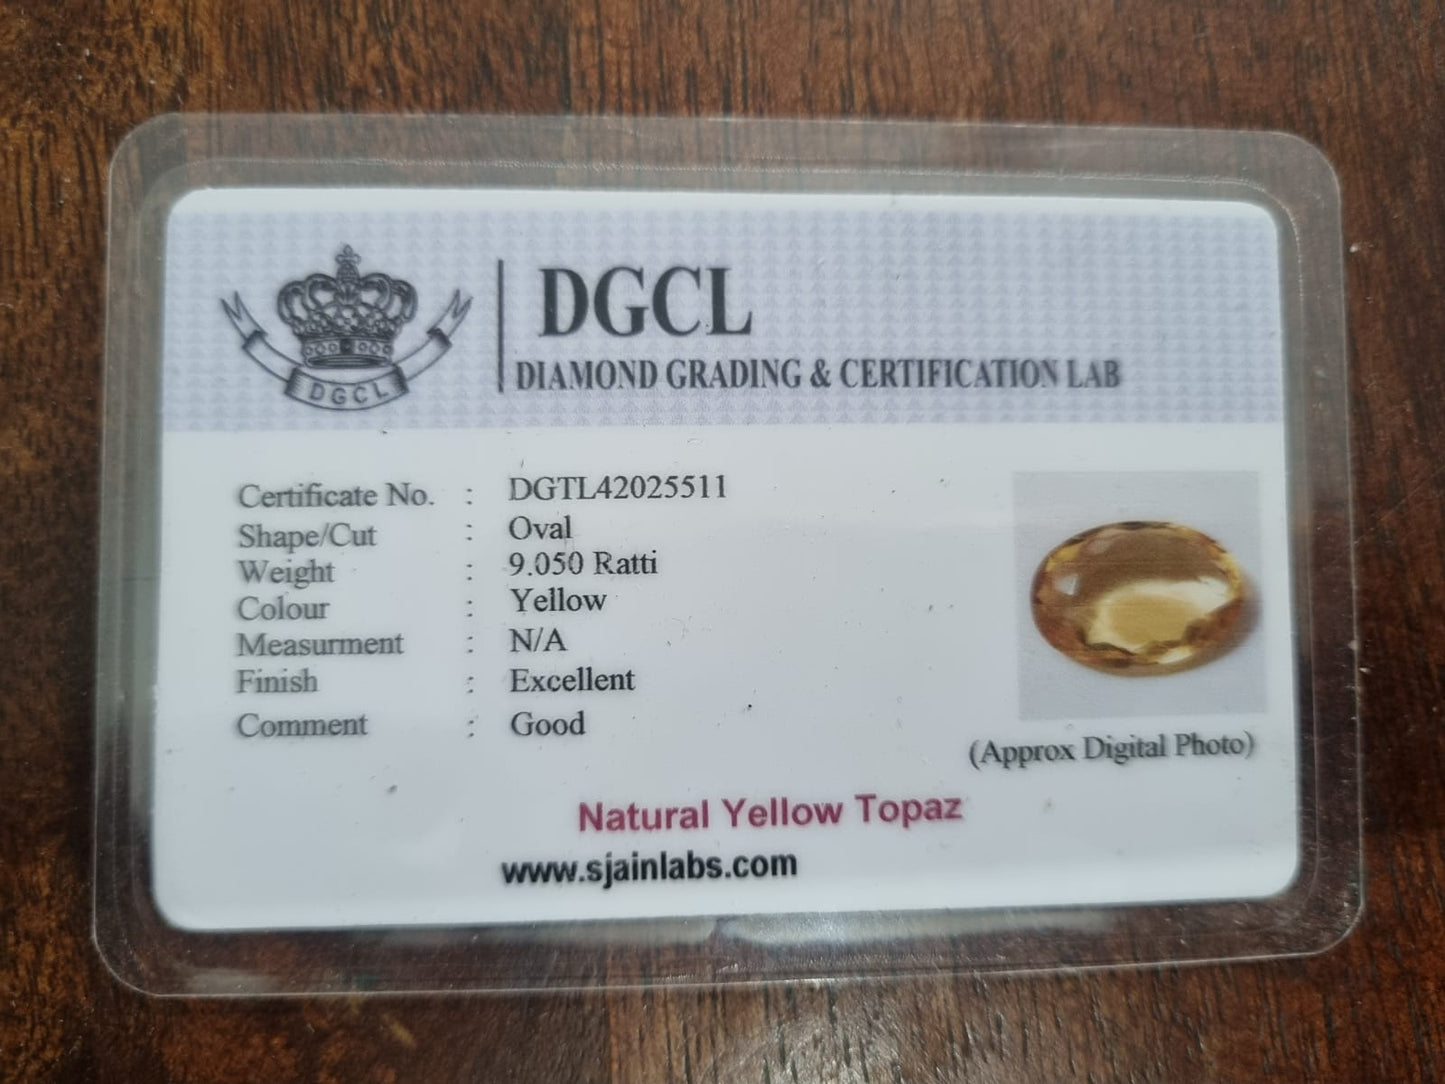 DGCL
DGCL
DIAMOND GRADING & CERTIFICATION LAB
Certificate No. : DGTL42025511
Shape/Cut : Oval
Weight : 9.050 Ratti
Colour : Yellow
Measurment : N/A
Finish : Excellent
Comment : Good
(Approx Digital Photo)
Natural Yellow Topaz
www.sjainlabs.com